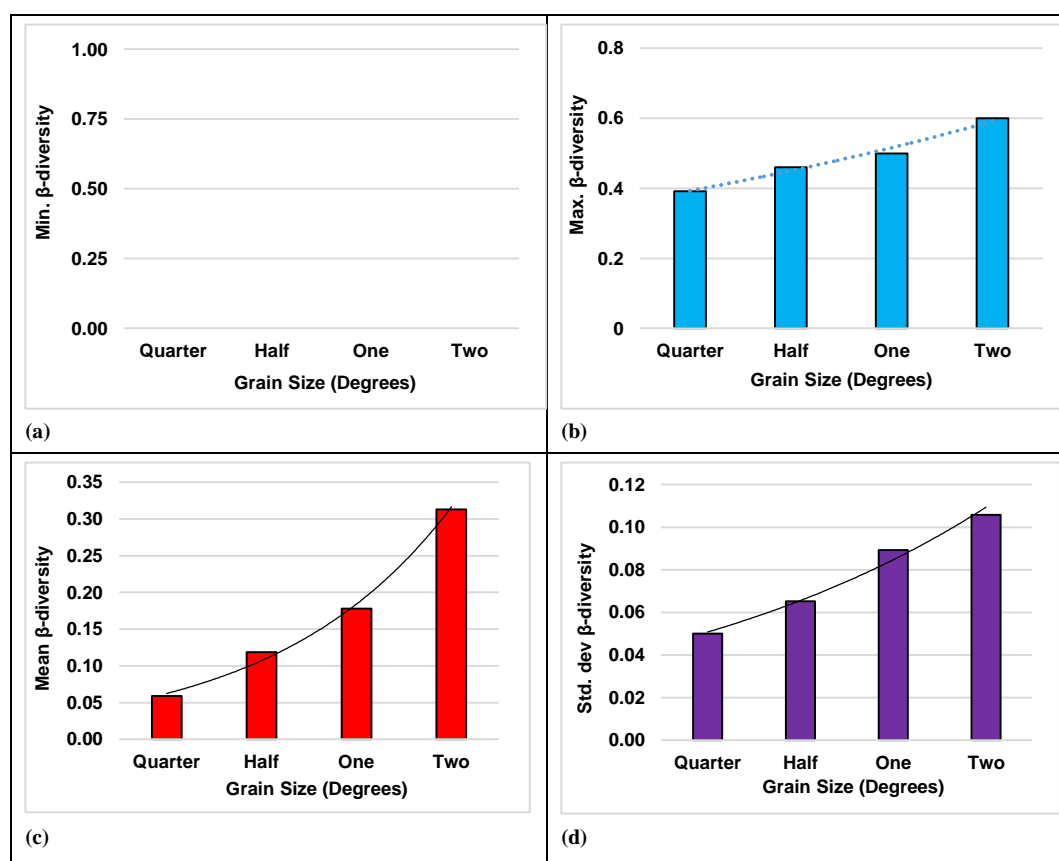 1.00
0.75
0.50
0.25
0.00
Min. β-diversity
Quarter Half One Two
Grain Size (Degrees)
(a)
0.8
0.6
0.4
0.2
0
Max. β-diversity
Quarter Half One Two
Grain Size (Degrees)
(b)
0.35
0.30
0.25
0.20
0.15
0.10
0.05
0.00
Mean β-diversity
Quarter Half One Two
Grain Size (Degrees)
(c)
0.12
0.10
0.08
0.06
0.04
0.02
0.00
Std. dev β-diversity
Quarter Half One Two
Grain Size (Degrees)
(d)